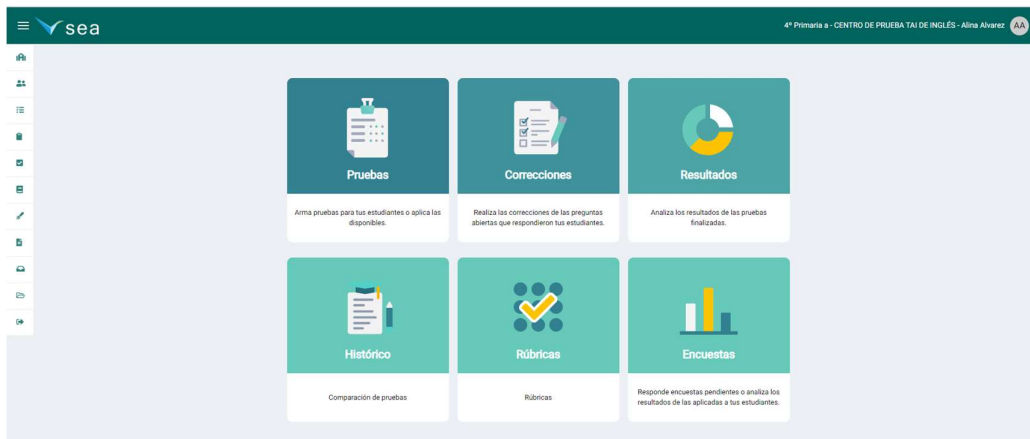 sea
4º Primaria a - CENTRO DE PRUEBA TAI DE INGLÉS - Alina Alvarez AA
Pruebas
Arma pruebas para tus estudiantes o aplica las
disponibles.
Correcciones
Realiza las correcciones de las preguntas
abiertas que respondieron tus estudiantes.
Resultados
Analiza los resultados de las pruebas
finalizadas.
Histórico
Comparación de pruebas
Rúbricas
Rúbricas
Encuestas
Responde encuestas pendientes o analiza los
resultados de las aplicadas a tus estudiantes.